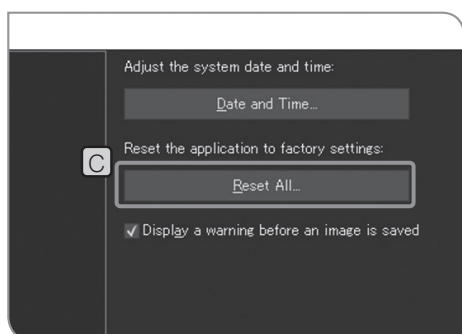 Adjust the system date and time:
Date and Time...
Reset the application to factory settings:
C
Reset All...
✓ Display a warning before an image is saved